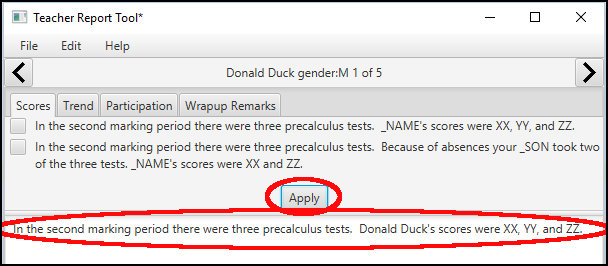 Teacher Report Tool*
File Edit Help
Donald Duck gender:M 1 of 5
Scores Trend Participation Wrapup Remarks
In the second marking period there were three precalculus tests.  _NAME's scores were XX, YY, and ZZ.
In the second marking period there were three precalculus tests.  Because of absences your _SON took two
of the three tests. _NAME's scores were XX and ZZ.
Apply
In the second marking period there were three precalculus tests.  Donald Duck's scores were XX, YY, and ZZ.